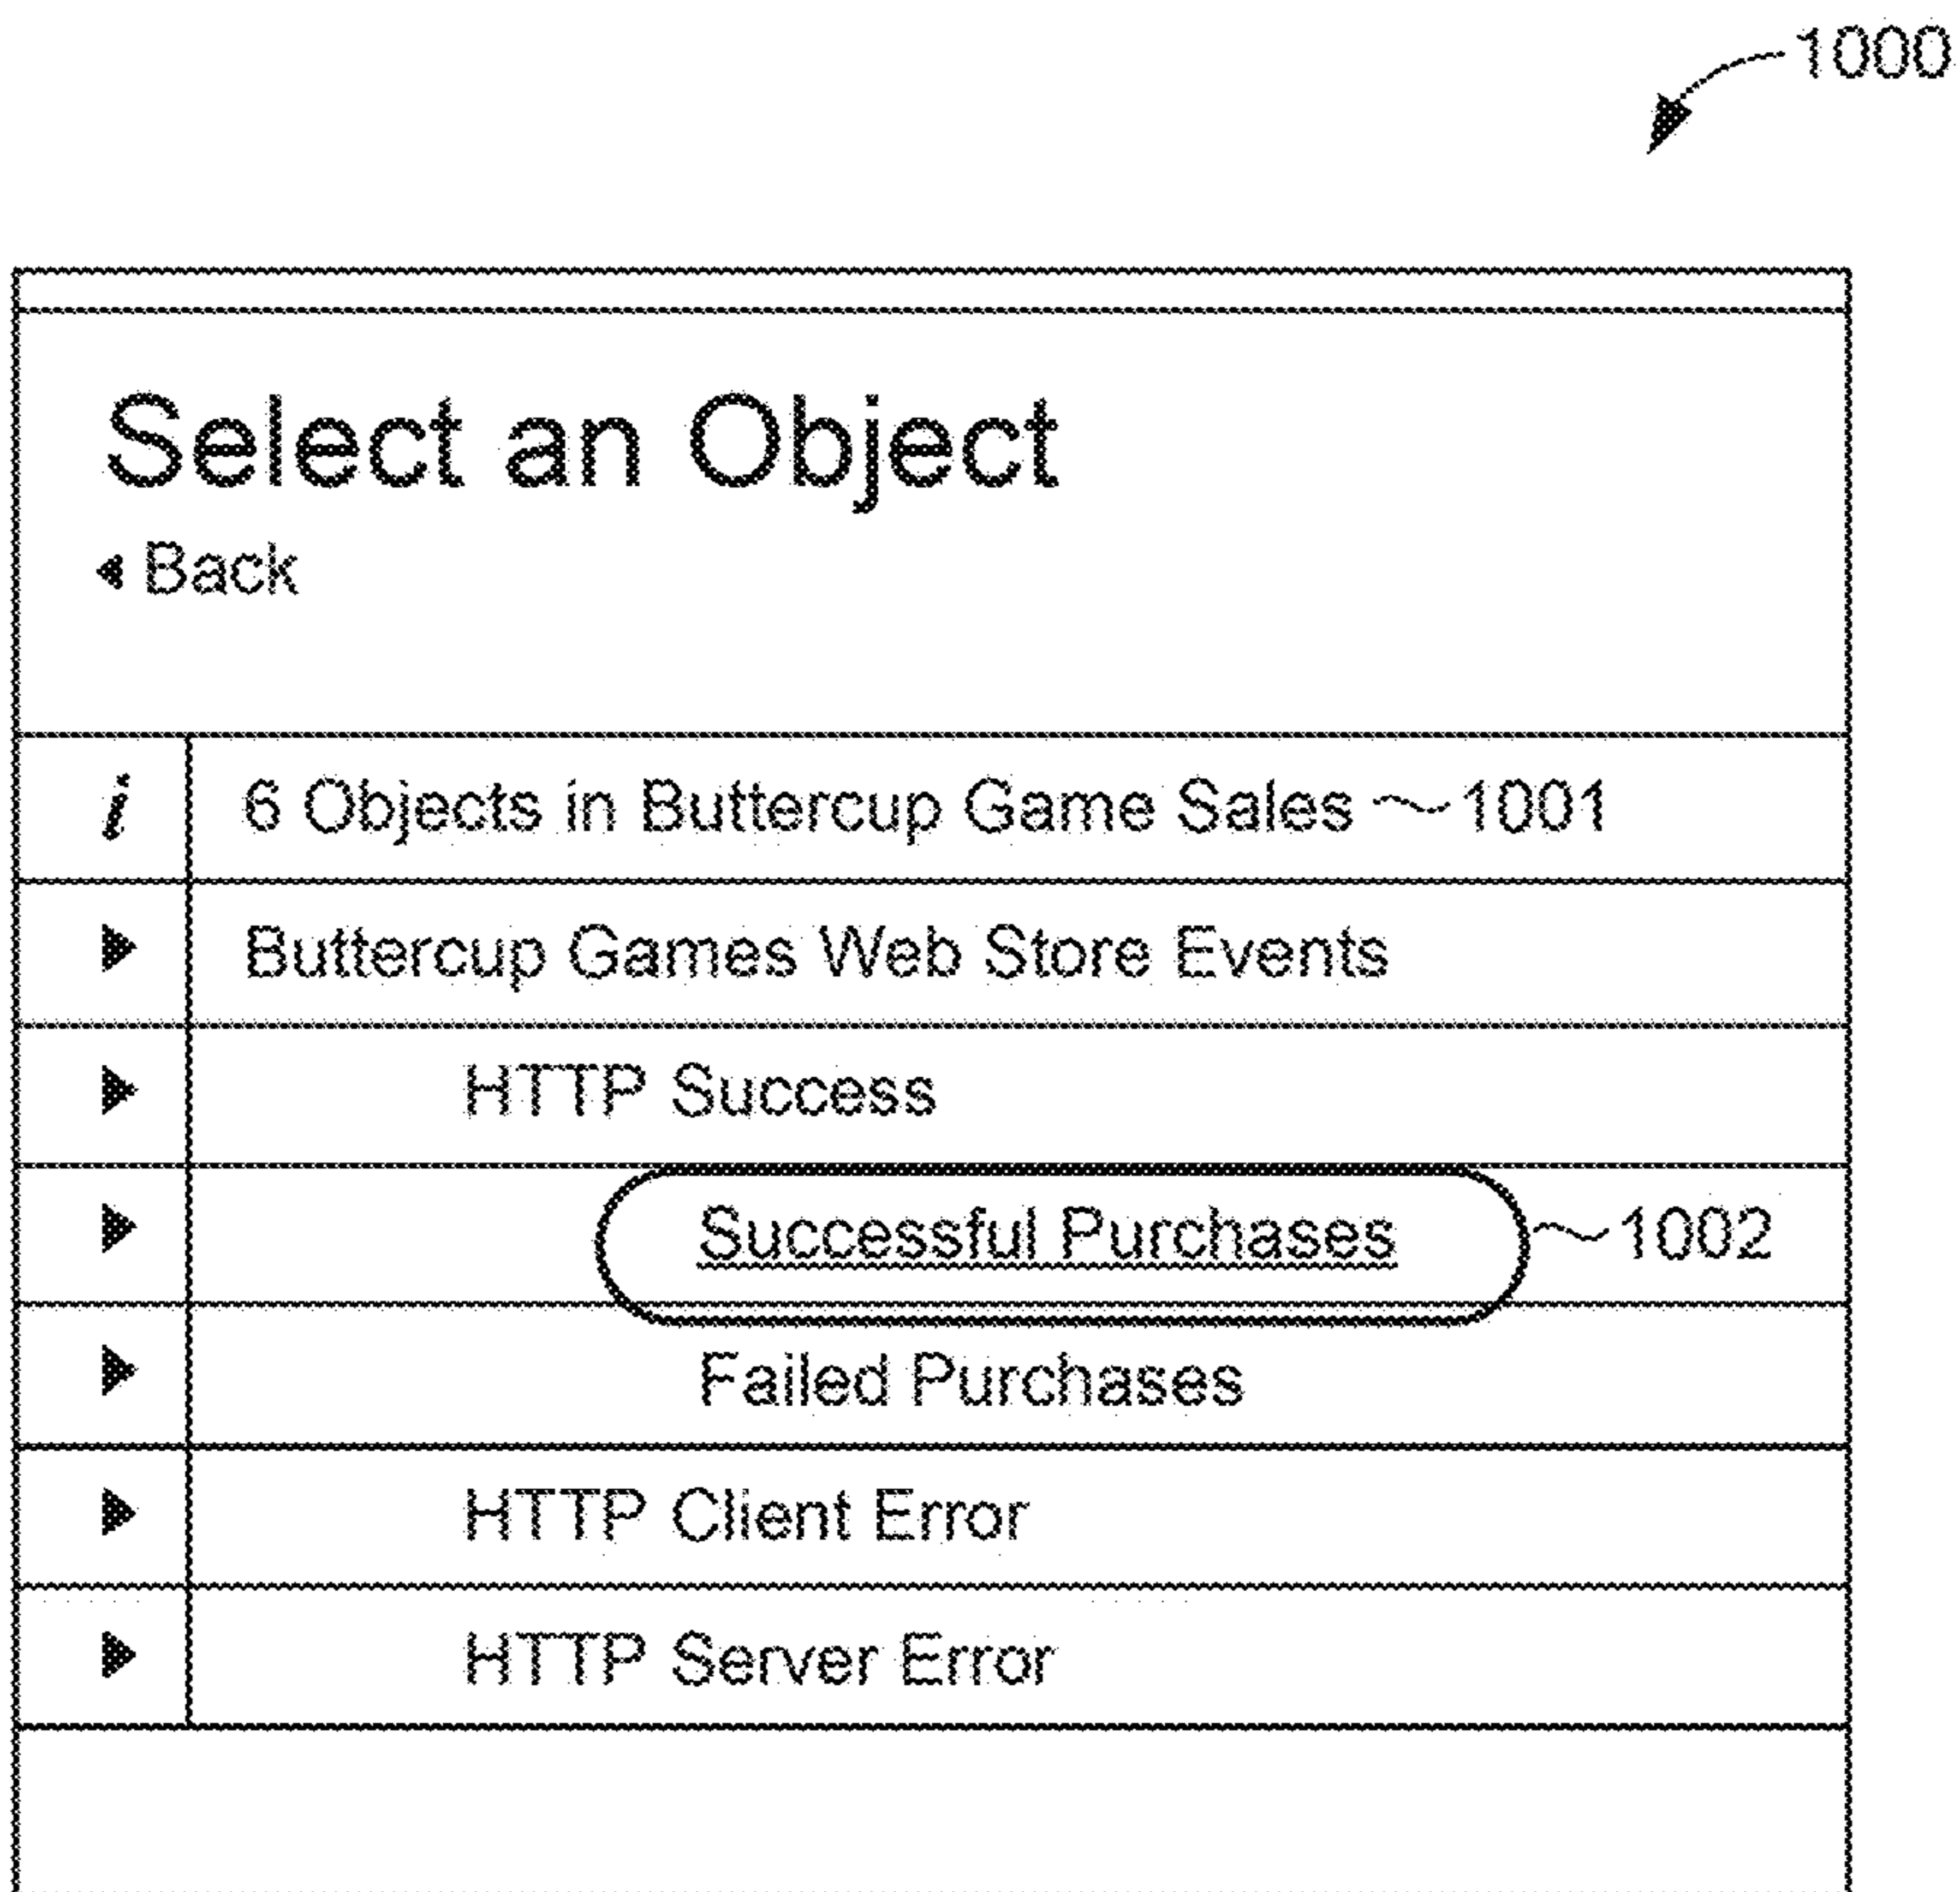 1000
Select an Object
Back
i 6 Objects in Buttercup Game Sales 1001
Buttercup Games Web Store Events
HTTP Success
Successful Purchases 1002
Failed Purchases
HTTP Client Error
HTTP Server Error